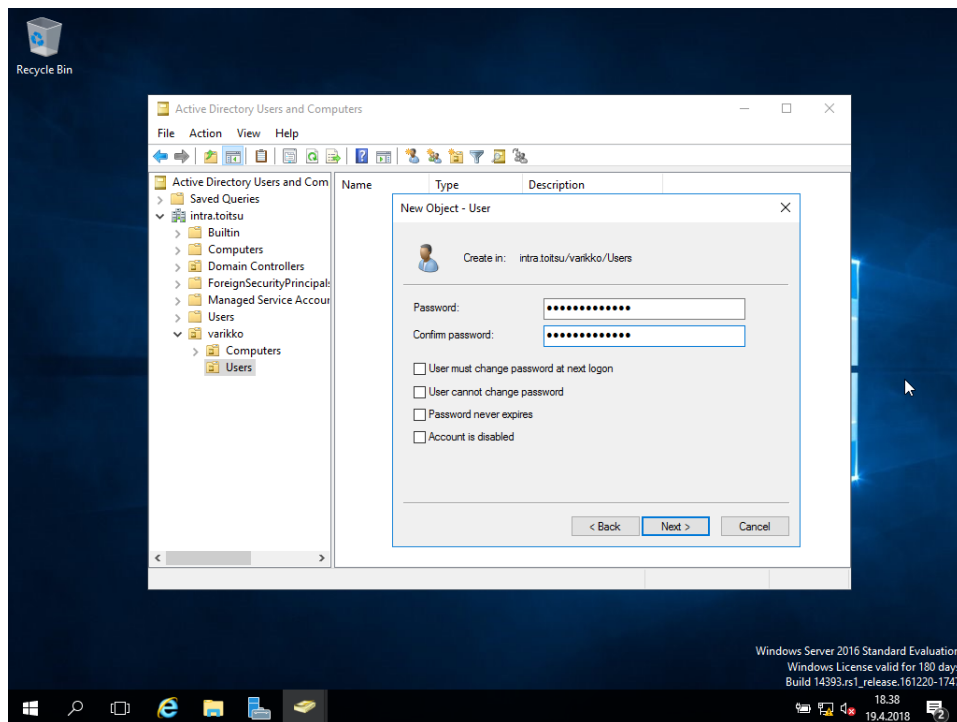 Recycle Bin
Active Directory Users and Computers
File Action View Help
Active Directory Users and Com
Name Type Description
Saved Queries
intra.toitsu
Builtin
Computers
Domain Controllers
ForeignSecurityPrincipals
Managed Service Accour
Users
varikko
Computers
Users
New Object - User
Create in: intra.toitsu/varikko/Users
Password: •••••••••••••
Confirm password: •••••••••••••
User must change password at next logon
User cannot change password
Password never expires
Account is disabled
< Back Next > Cancel
Windows Server 2016 Standard Evaluation
Windows License valid for 180 days
Build 14393.rs1_release.161220-1747
18.38
19.4.2018
2